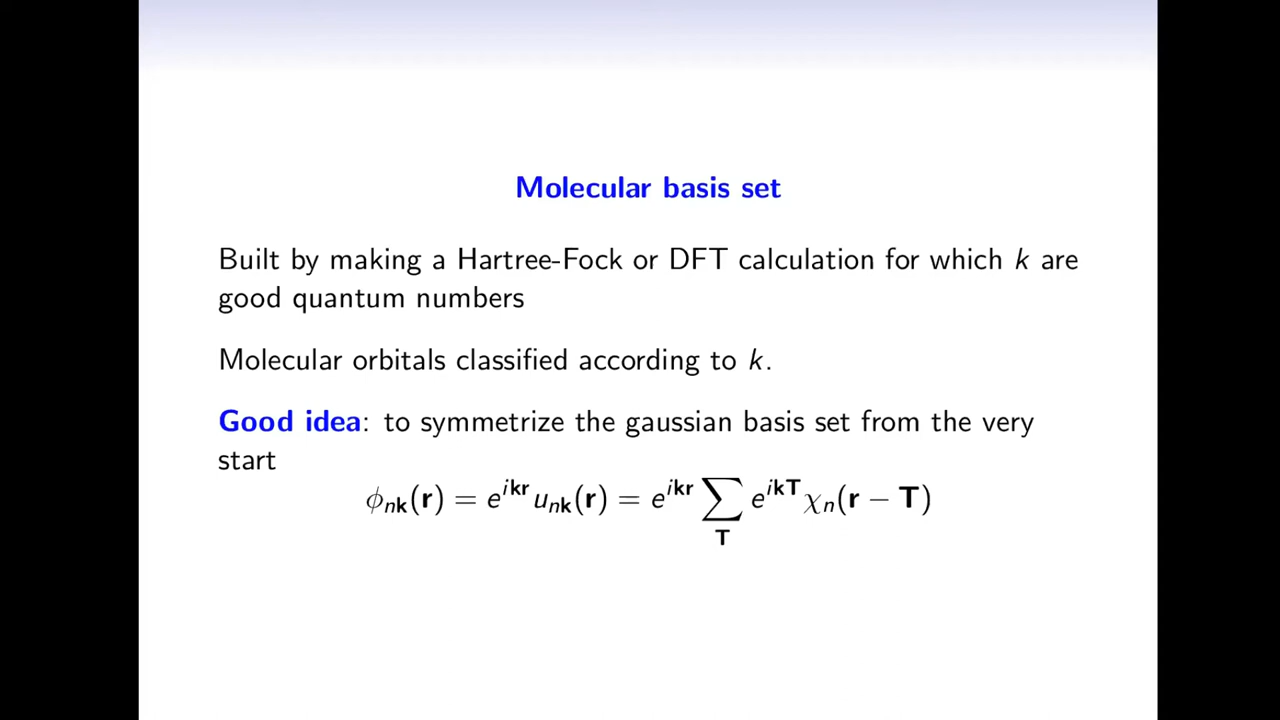 Molecular basis set
Built by making a Hartree-Fock or DFT calculation for which k are
good quantum numbers
Molecular orbitals classified according to k.
Good idea: to symmetrize the gaussian basis set from the very
start
ϕₙ𝐤(𝐫) = e^{i𝐤𝐫} uₙ𝐤(𝐫) = e^{i𝐤𝐫} ∑_𝐓 e^{i𝐤𝐓} χₙ(𝐫 − 𝐓)